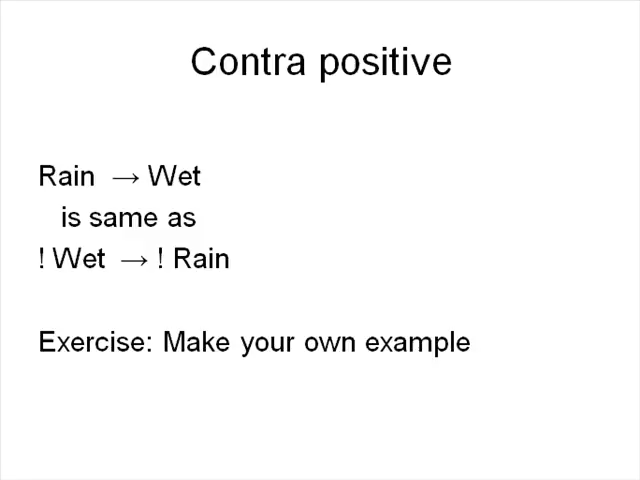 Contra positive
Rain → Wet
is same as
! Wet → ! Rain
Exercise: Make your own example